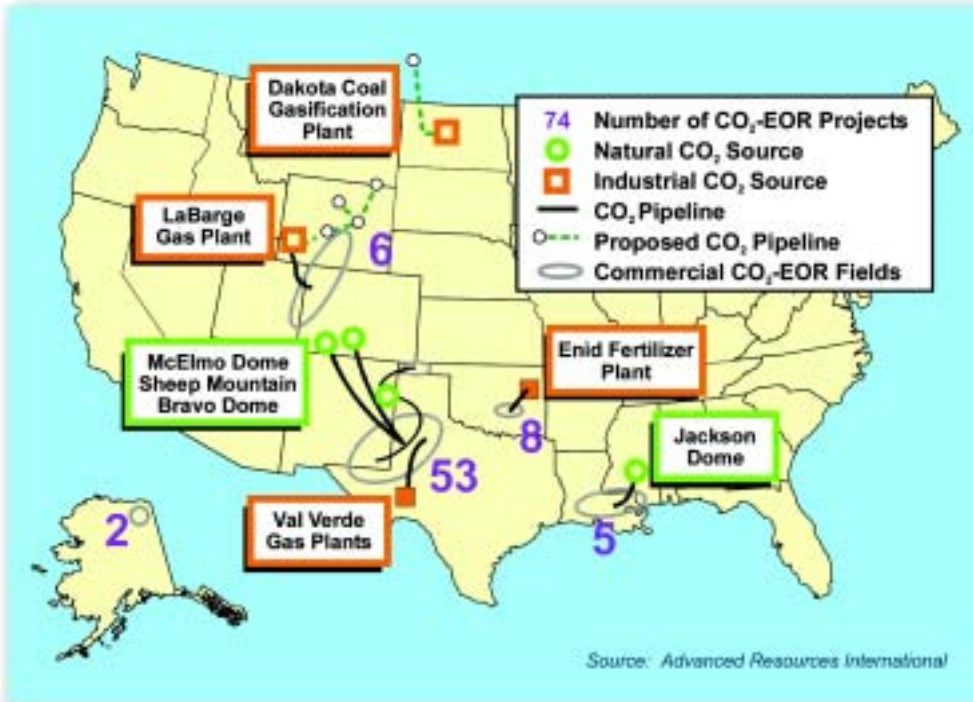 Dakota Coal
Gasification
Plant
74 Number of CO₂-EOR Projects
Natural CO₂ Source
Industrial CO₂ Source
CO₂ Pipeline
Proposed CO₂ Pipeline
Commercial CO₂-EOR Fields
LaBarge
Gas Plant
6
McElmo Dome
Sheep Mountain
Bravo Dome
Enid Fertilizer
Plant
8
Jackson
Dome
53
Val Verde
Gas Plants
5
2
Source: Advanced Resources International